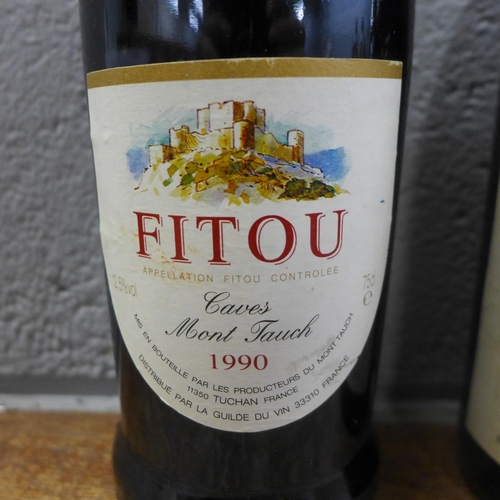 FITOU
APPELLATION FITOU CONTROLEE
12.5%vol
75cl e
Caves
Mont Tauch
1990
MIS EN BOUTEILLE PAR LES PRODUCTEURS DU MONT TAUCH
11350 TUCHAN FRANCE
DISTRIBUÉ PAR LA GUILDE DU VIN 33310 FRANCE